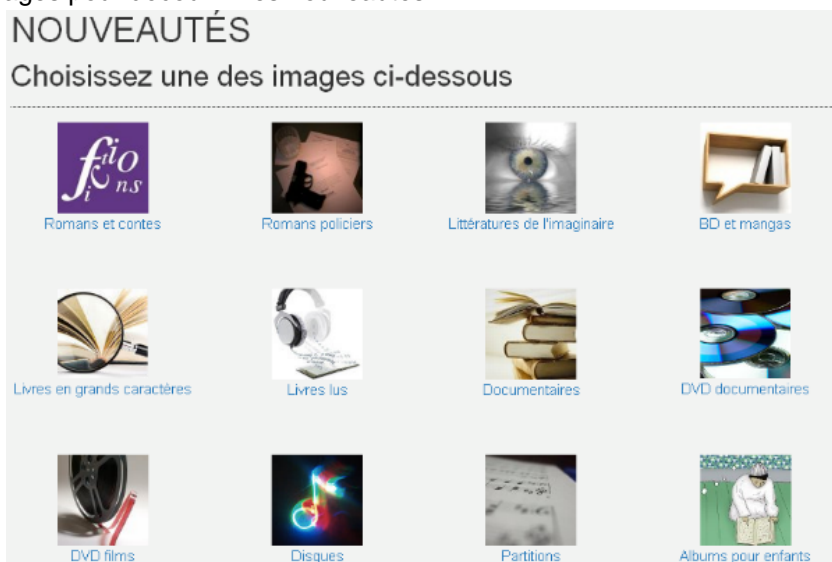 NOUVEAUTÉS
Choisissez une des images ci-dessous
fictions
Romans et contes
Romans policiers
Littératures de l'imaginaire
BD et mangas
Livres en grands caractères
Livres lus
Documentaires
DVD documentaires
DVD films
Disques
Partitions
Albums pour enfants